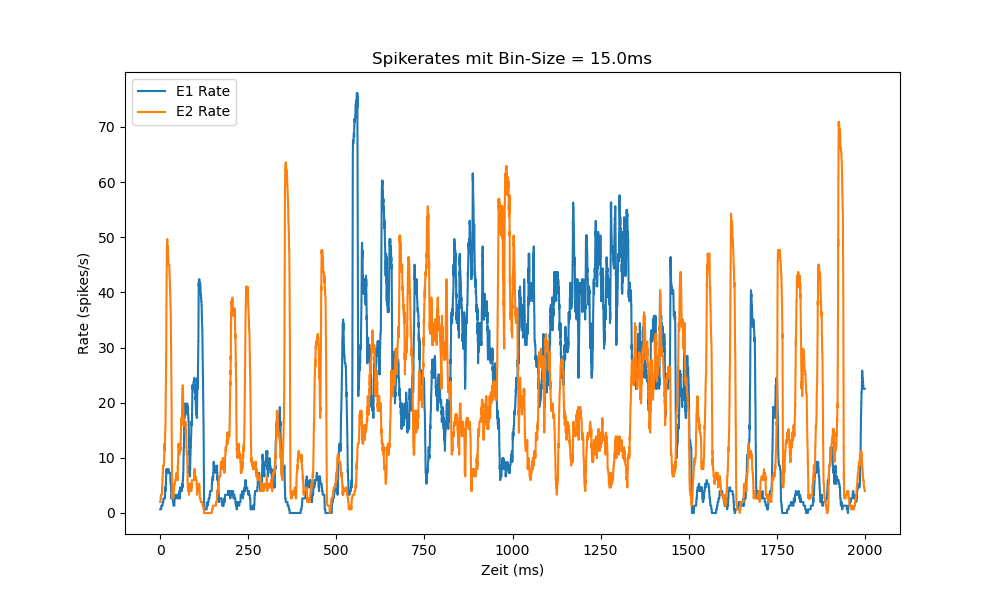 Spikerates mit Bin-Size = 15.0ms
E1 Rate
E2 Rate
Rate (spikes/s)
70
60
50
40
30
20
10
0
0 250 500 750 1000 1250 1500 1750 2000
Zeit (ms)